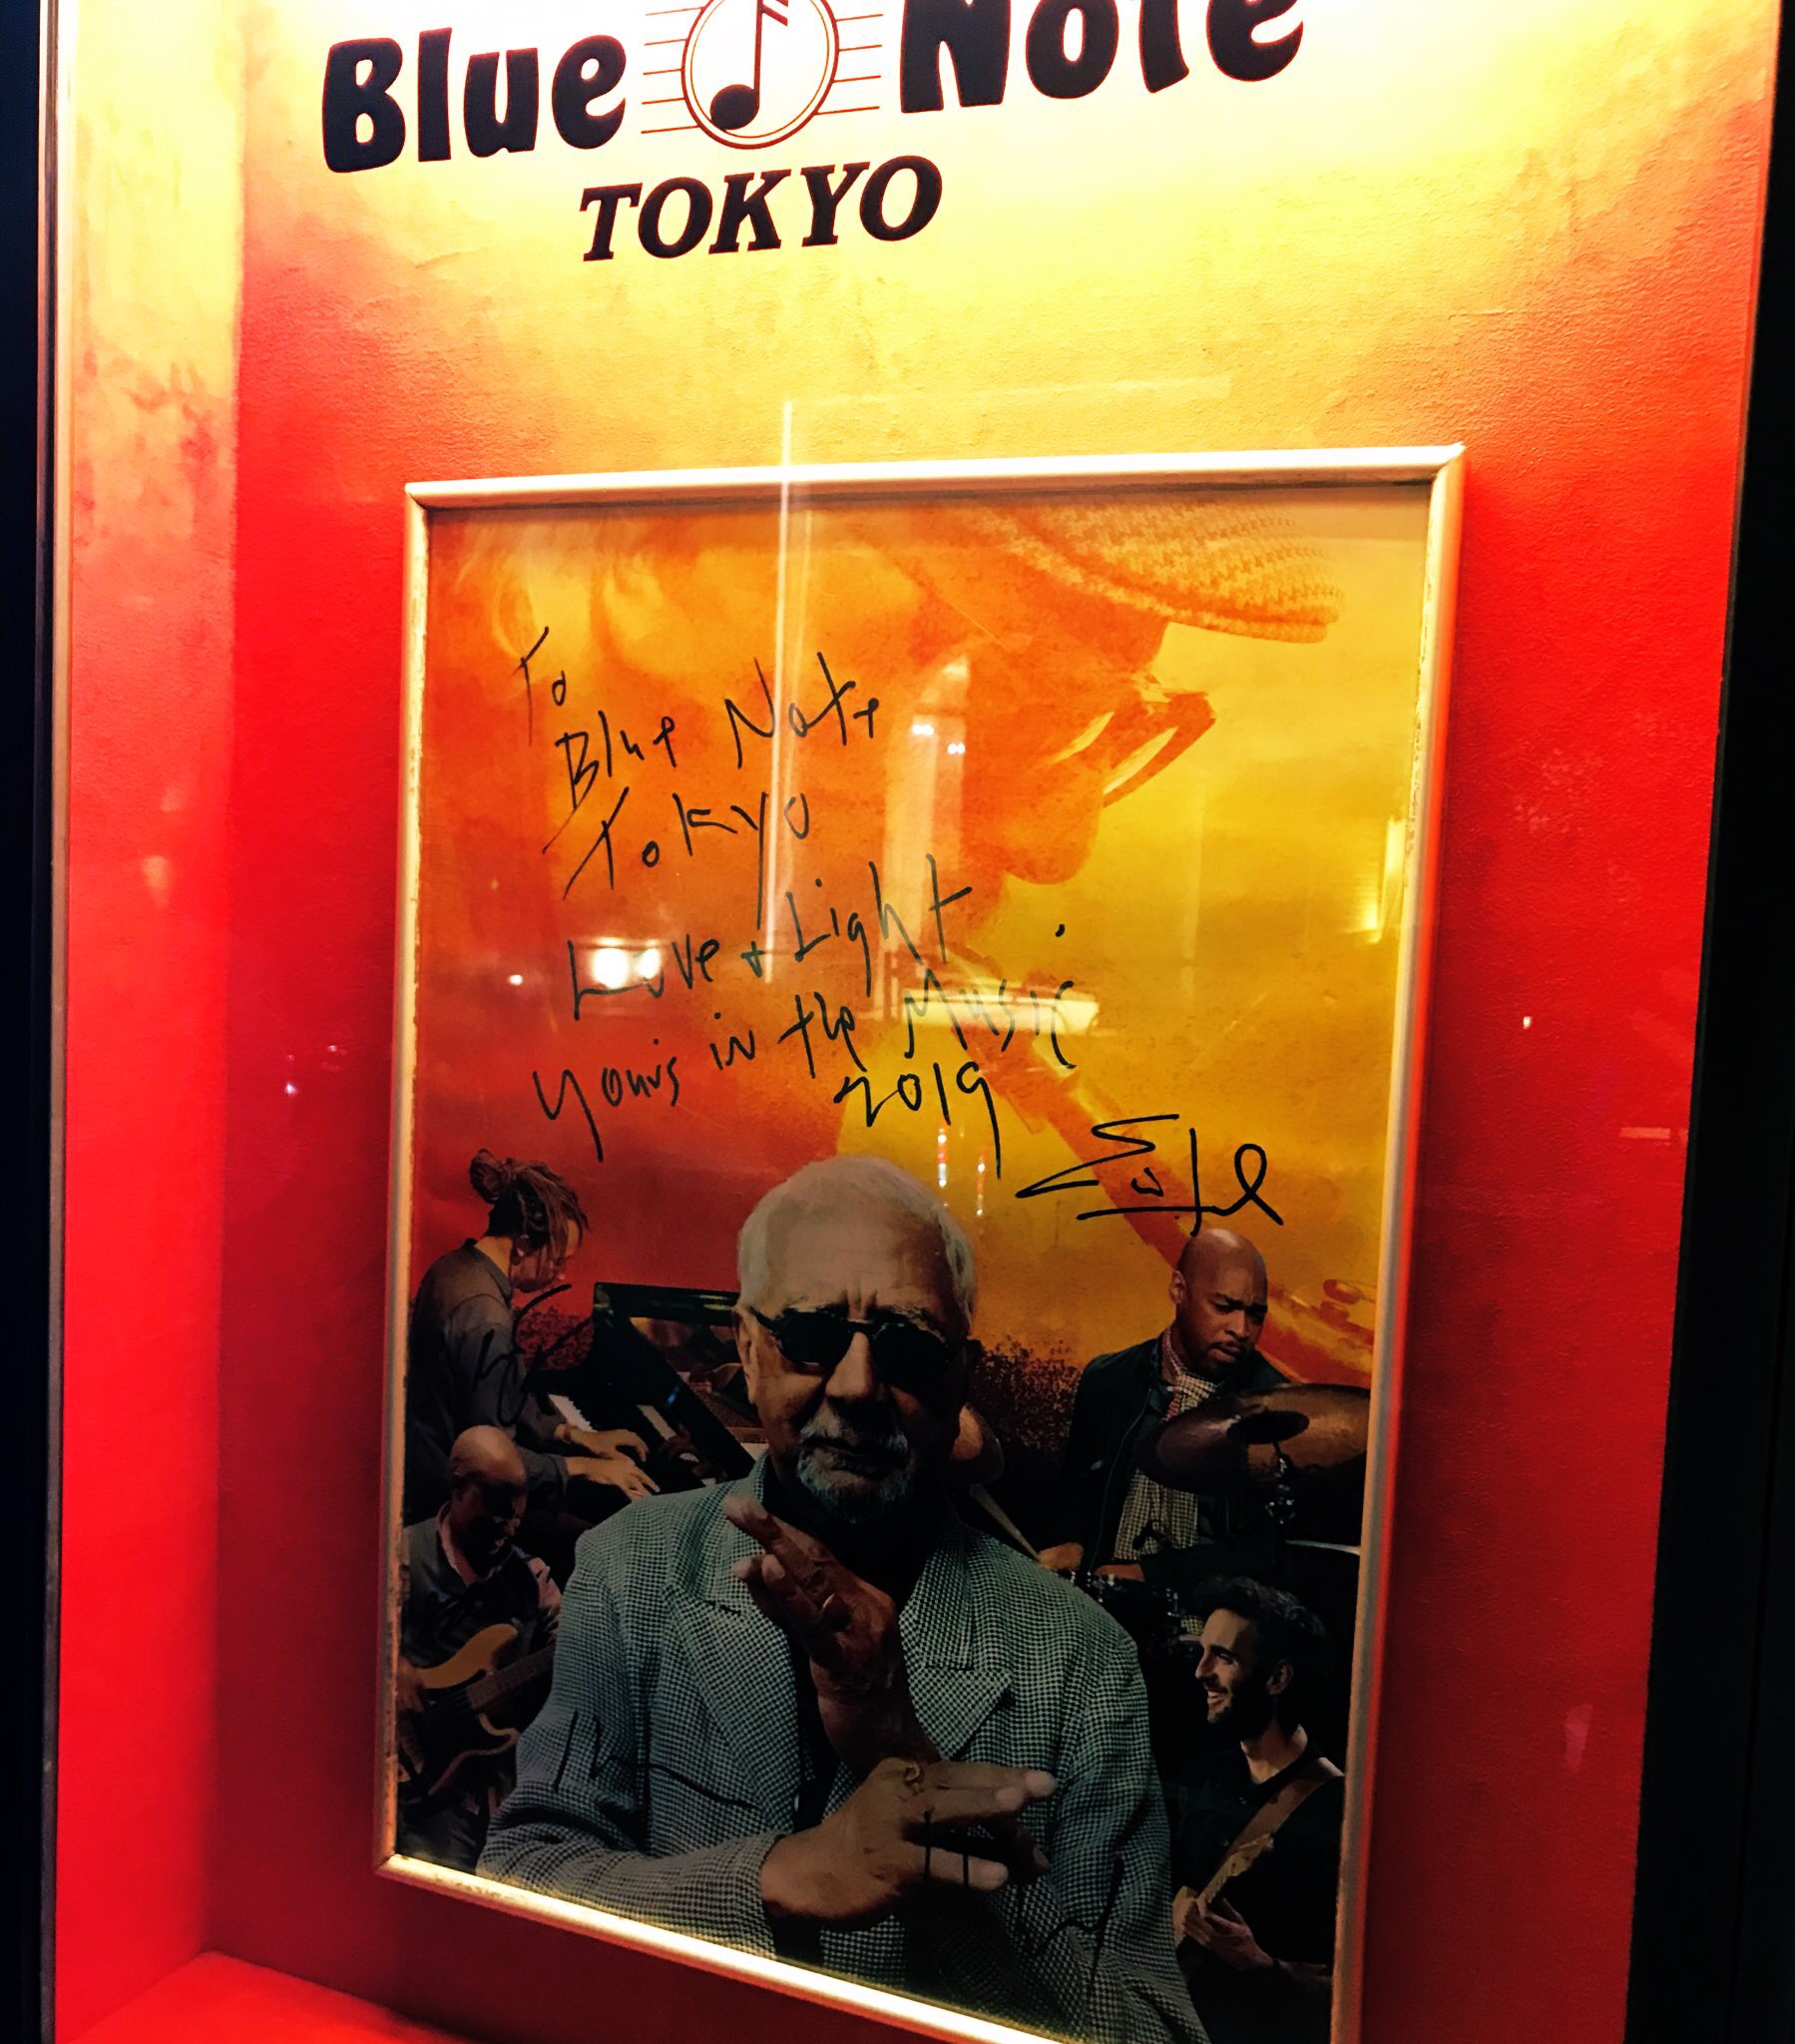 Blue Note
TOKYO
To
Blue Note
Tokyo
Love + Light
Yours in the Music
2019